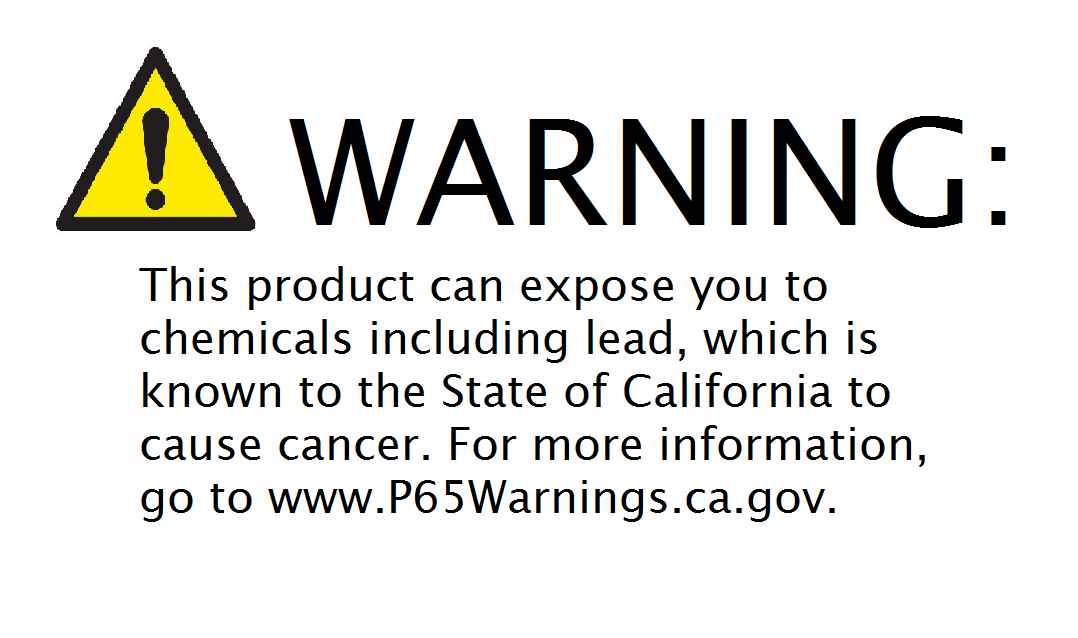 WARNING:
This product can expose you to
chemicals including lead, which is
known to the State of California to
cause cancer. For more information,
go to www.P65Warnings.ca.gov.